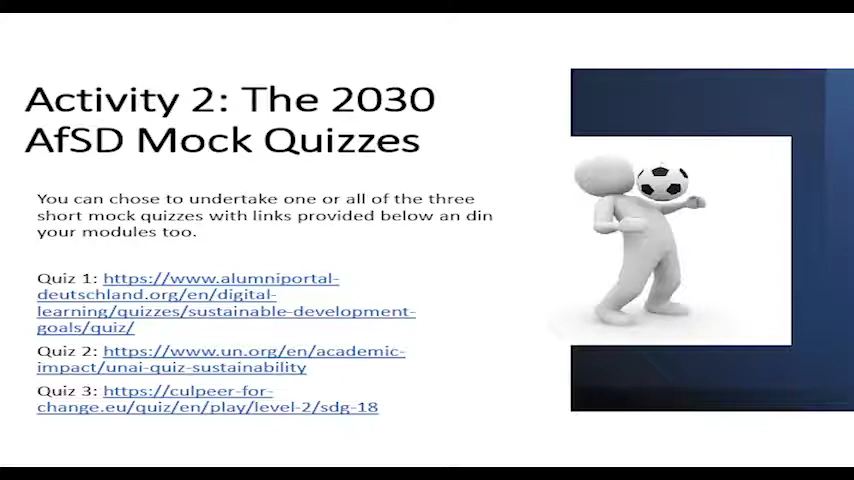 Activity 2: The 2030
AfSD Mock Quizzes
You can chose to undertake one or all of the three
short mock quizzes with links provided below an din
your modules too.
Quiz 1: https://www.alumniportal-
deutschland.org/en/digital-
learning/quizzes/sustainable-development-
goals/quiz/
Quiz 2: https://www.un.org/en/academic-
impact/unai-quiz-sustainability
Quiz 3: https://culpeer-for-
change.eu/quiz/en/play/level-2/sdg-18